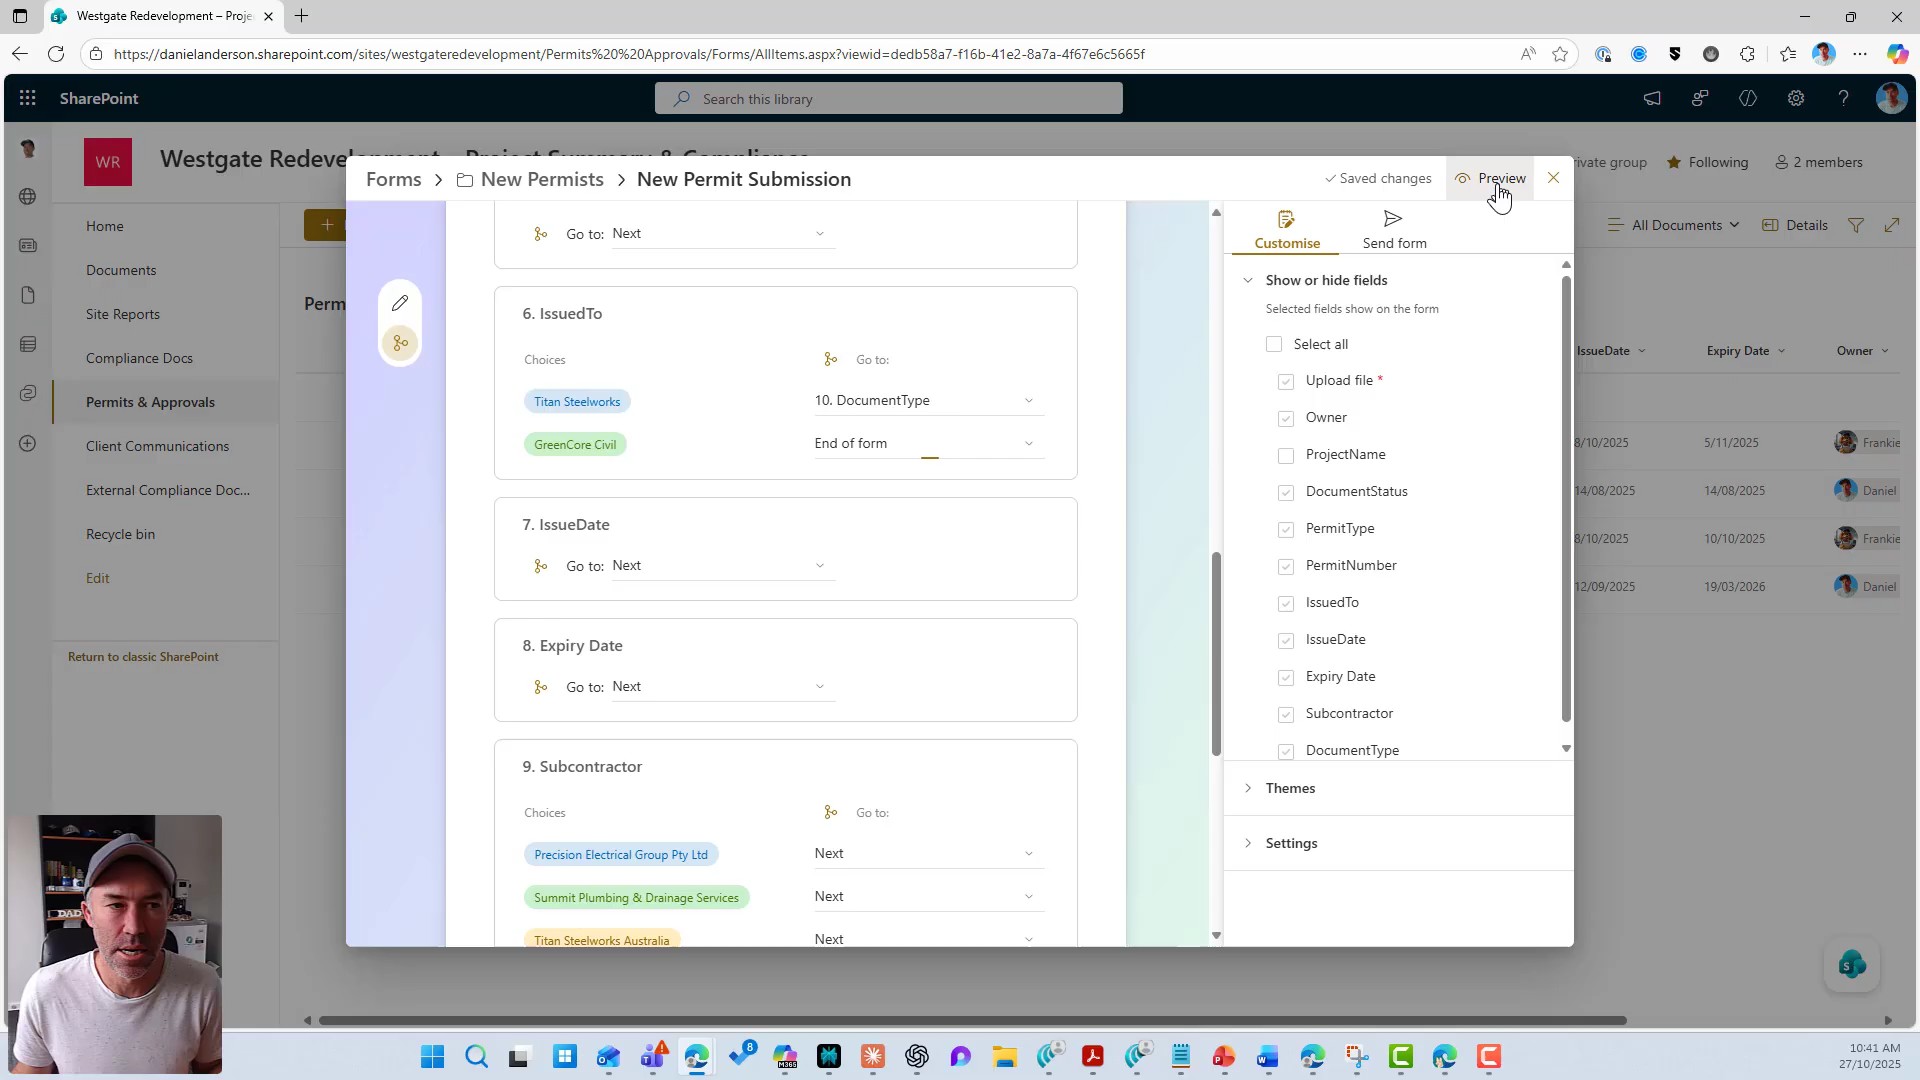 Westgate Redevelopment – Proje
https://danielanderson.sharepoint.com/sites/westgateredevelopment/Permits%20%20Approvals/Forms/AllItems.aspx?viewid=dedb58a7-f16b-41e2-8a7a-4f67e6c5665f
SharePoint
Search this library
WR
Westgate Redevelopment – Project Summary & Compliance
rivate group
Following
2 members
Home
Documents
Site Reports
Compliance Docs
Permits & Approvals
Client Communications
External Compliance Doc...
Recycle bin
Edit
Return to classic SharePoint
Perm
All Documents
Details
IssueDate
Expiry Date
Owner
8/10/2025
5/11/2025
Frankie
14/08/2025
14/08/2025
Daniel
8/10/2025
10/10/2025
Frankie
12/09/2025
19/03/2026
Daniel
Forms > New Permists > New Permit Submission
Saved changes
Preview
Go to: Next
6. IssuedTo
Choices
Go to:
Titan Steelworks
10. DocumentType
GreenCore Civil
End of form
7. IssueDate
Go to: Next
8. Expiry Date
Go to: Next
9. Subcontractor
Choices
Go to:
Precision Electrical Group Pty Ltd
Next
Summit Plumbing & Drainage Services
Next
Titan Steelworks Australia
Next
Customise
Send form
Show or hide fields
Selected fields show on the form
Select all
Upload file *
Owner
ProjectName
DocumentStatus
PermitType
PermitNumber
IssuedTo
IssueDate
Expiry Date
Subcontractor
DocumentType
Themes
Settings
DAD
8
M365
10:41 AM
27/10/2025